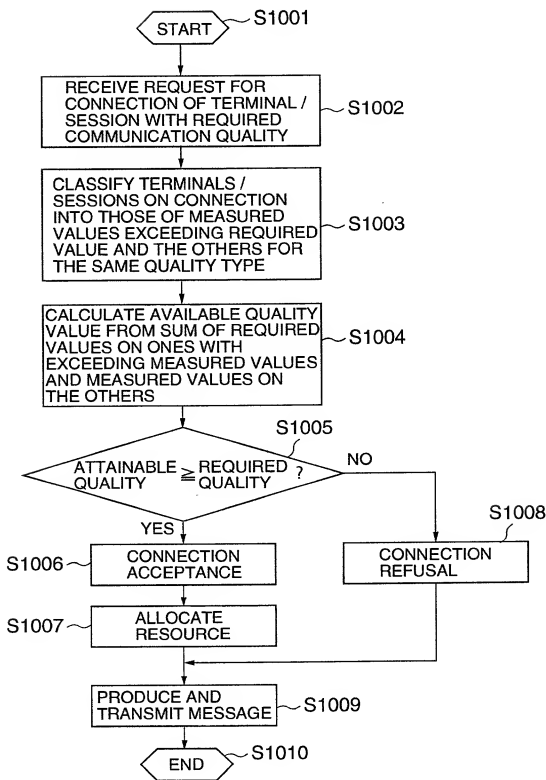 START
S1001
RECEIVE REQUEST FOR
CONNECTION OF TERMINAL /
SESSION WITH REQUIRED
COMMUNICATION QUALITY
S1002
CLASSIFY TERMINALS /
SESSIONS ON CONNECTION
INTO THOSE OF MEASURED
VALUES EXCEEDING REQUIRED
VALUE AND THE OTHERS FOR
THE SAME QUALITY TYPE
S1003
CALCULATE AVAILABLE QUALITY
VALUE FROM SUM OF REQUIRED
VALUES ON ONES WITH
EXCEEDING MEASURED VALUES
AND MEASURED VALUES ON
THE OTHERS
S1004
S1005
ATTAINABLE ≧ REQUIRED ?
QUALITY QUALITY
NO
YES
S1006
CONNECTION
ACCEPTANCE
S1008
CONNECTION
REFUSAL
S1007
ALLOCATE
RESOURCE
PRODUCE AND
TRANSMIT MESSAGE
S1009
END
S1010